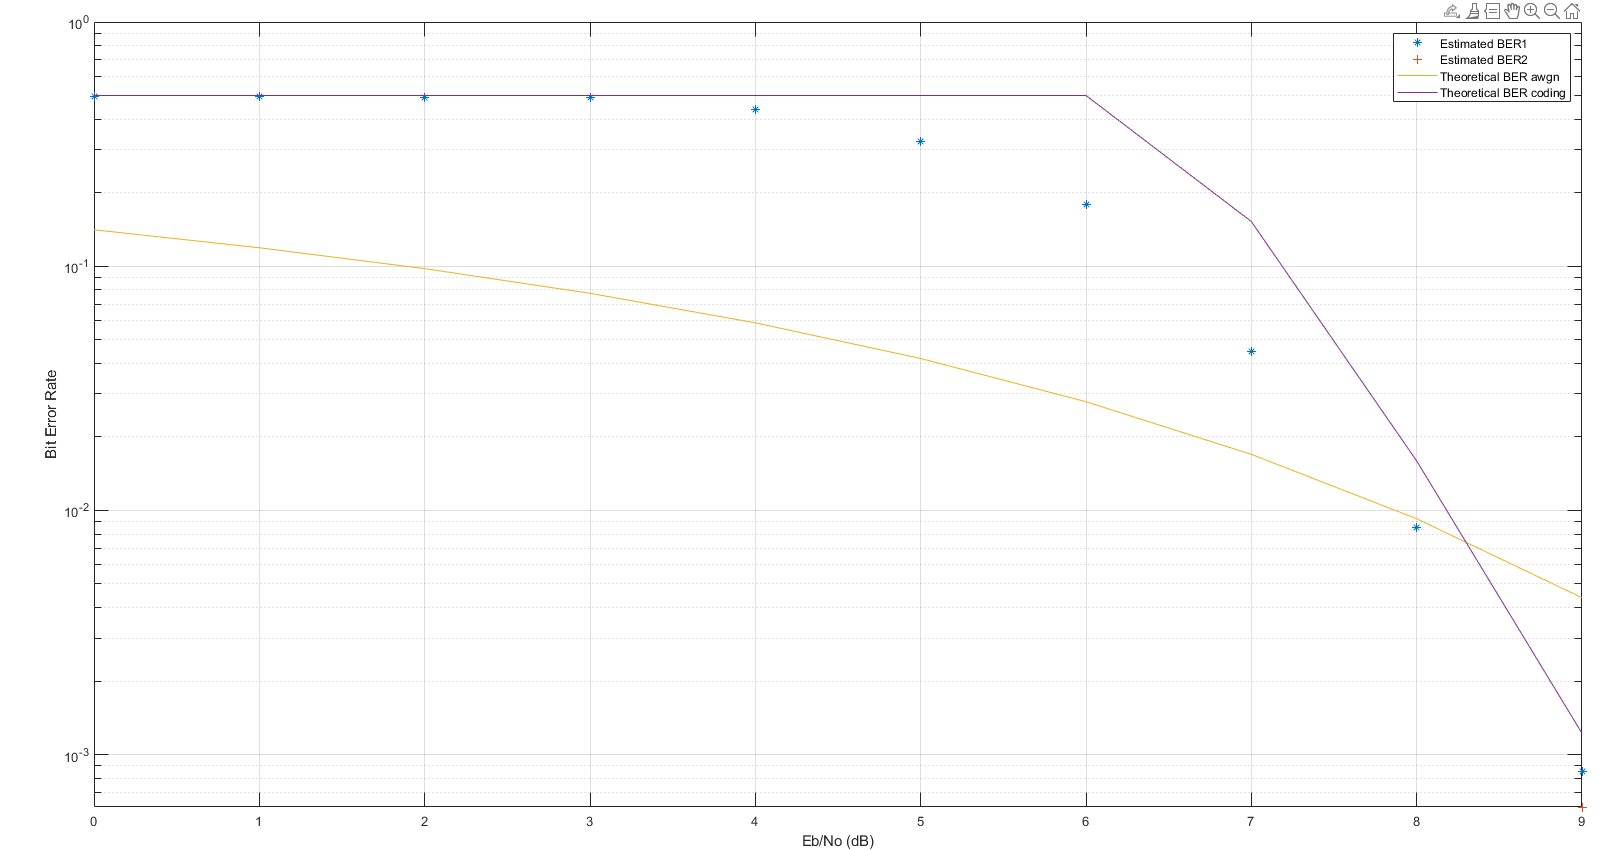 Estimated BER1
Estimated BER2
Theoretical BER awgn
Theoretical BER coding
10^0
10^-1
10^-2
10^-3
Bit Error Rate
0 1 2 3 4 5 6 7 8 9
Eb/No (dB)